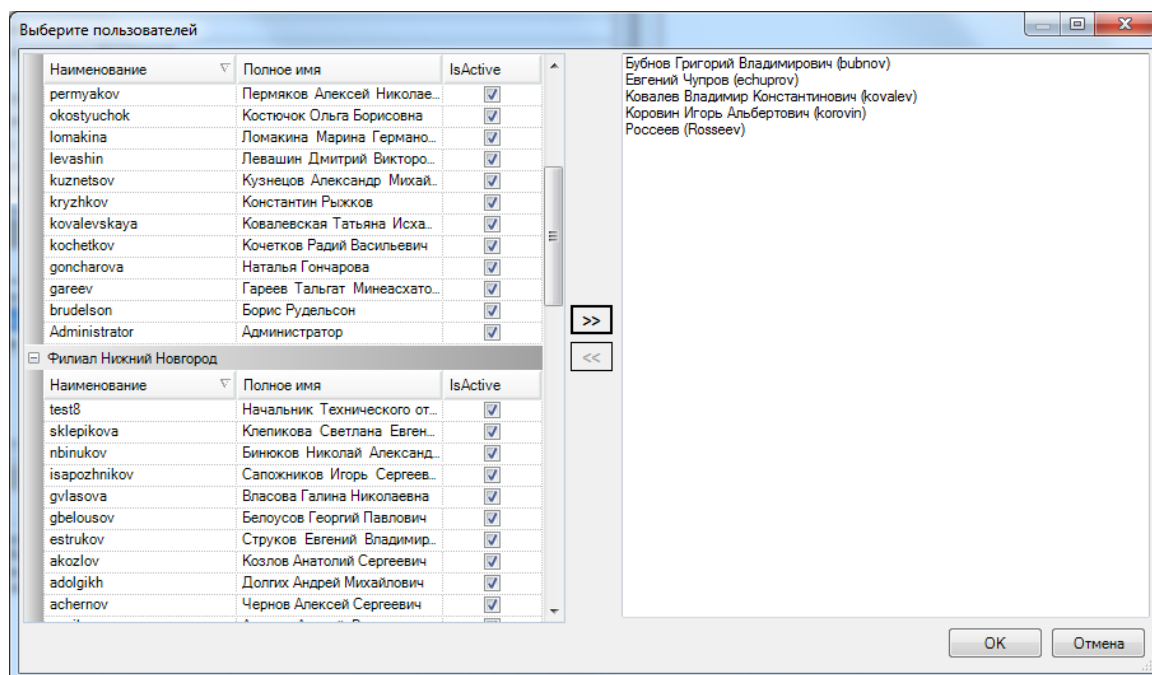 Выберите пользователей
Наименование Полное имя IsActive
permyakov Пермяков Алексей Николае...
okostyuchok Костючок Ольга Борисовна
lomakina Ломакина Марина Германо...
levashin Левашин Дмитрий Викторо...
kuznetsov Кузнецов Александр Михай...
kryzhkov Константин Рыжков
kovalevskaya Ковалевская Татьяна Исха...
kochetkov Кочетков Радий Васильевич
goncharova Наталья Гончарова
gareev Гареев Тальгат Минеасхато...
brudelson Борис Рудельсон
Administrator Администратор
Филиал Нижний Новгород
Наименование Полное имя IsActive
test8 Начальник Технического от...
sklepikova Клепикова Светлана Евген...
nbinukov Бинюков Николай Александ...
isapozhnikov Сапожников Игорь Сергеев...
gvlasova Власова Галина Николаевна
gbelousov Белоусов Георгий Павлович
estrukov Струков Евгений Владимир...
akozlov Козлов Анатолий Сергеевич
adolgikh Долгих Андрей Михайлович
achernov Чернов Алексей Сергеевич
>>
<<
Бубнов Григорий Владимирович (bubnov)
Евгений Чупров (echuprov)
Ковалев Владимир Константинович (kovalev)
Коровин Игорь Альбертович (korovin)
Россеев (Rosseev)
OK Отмена